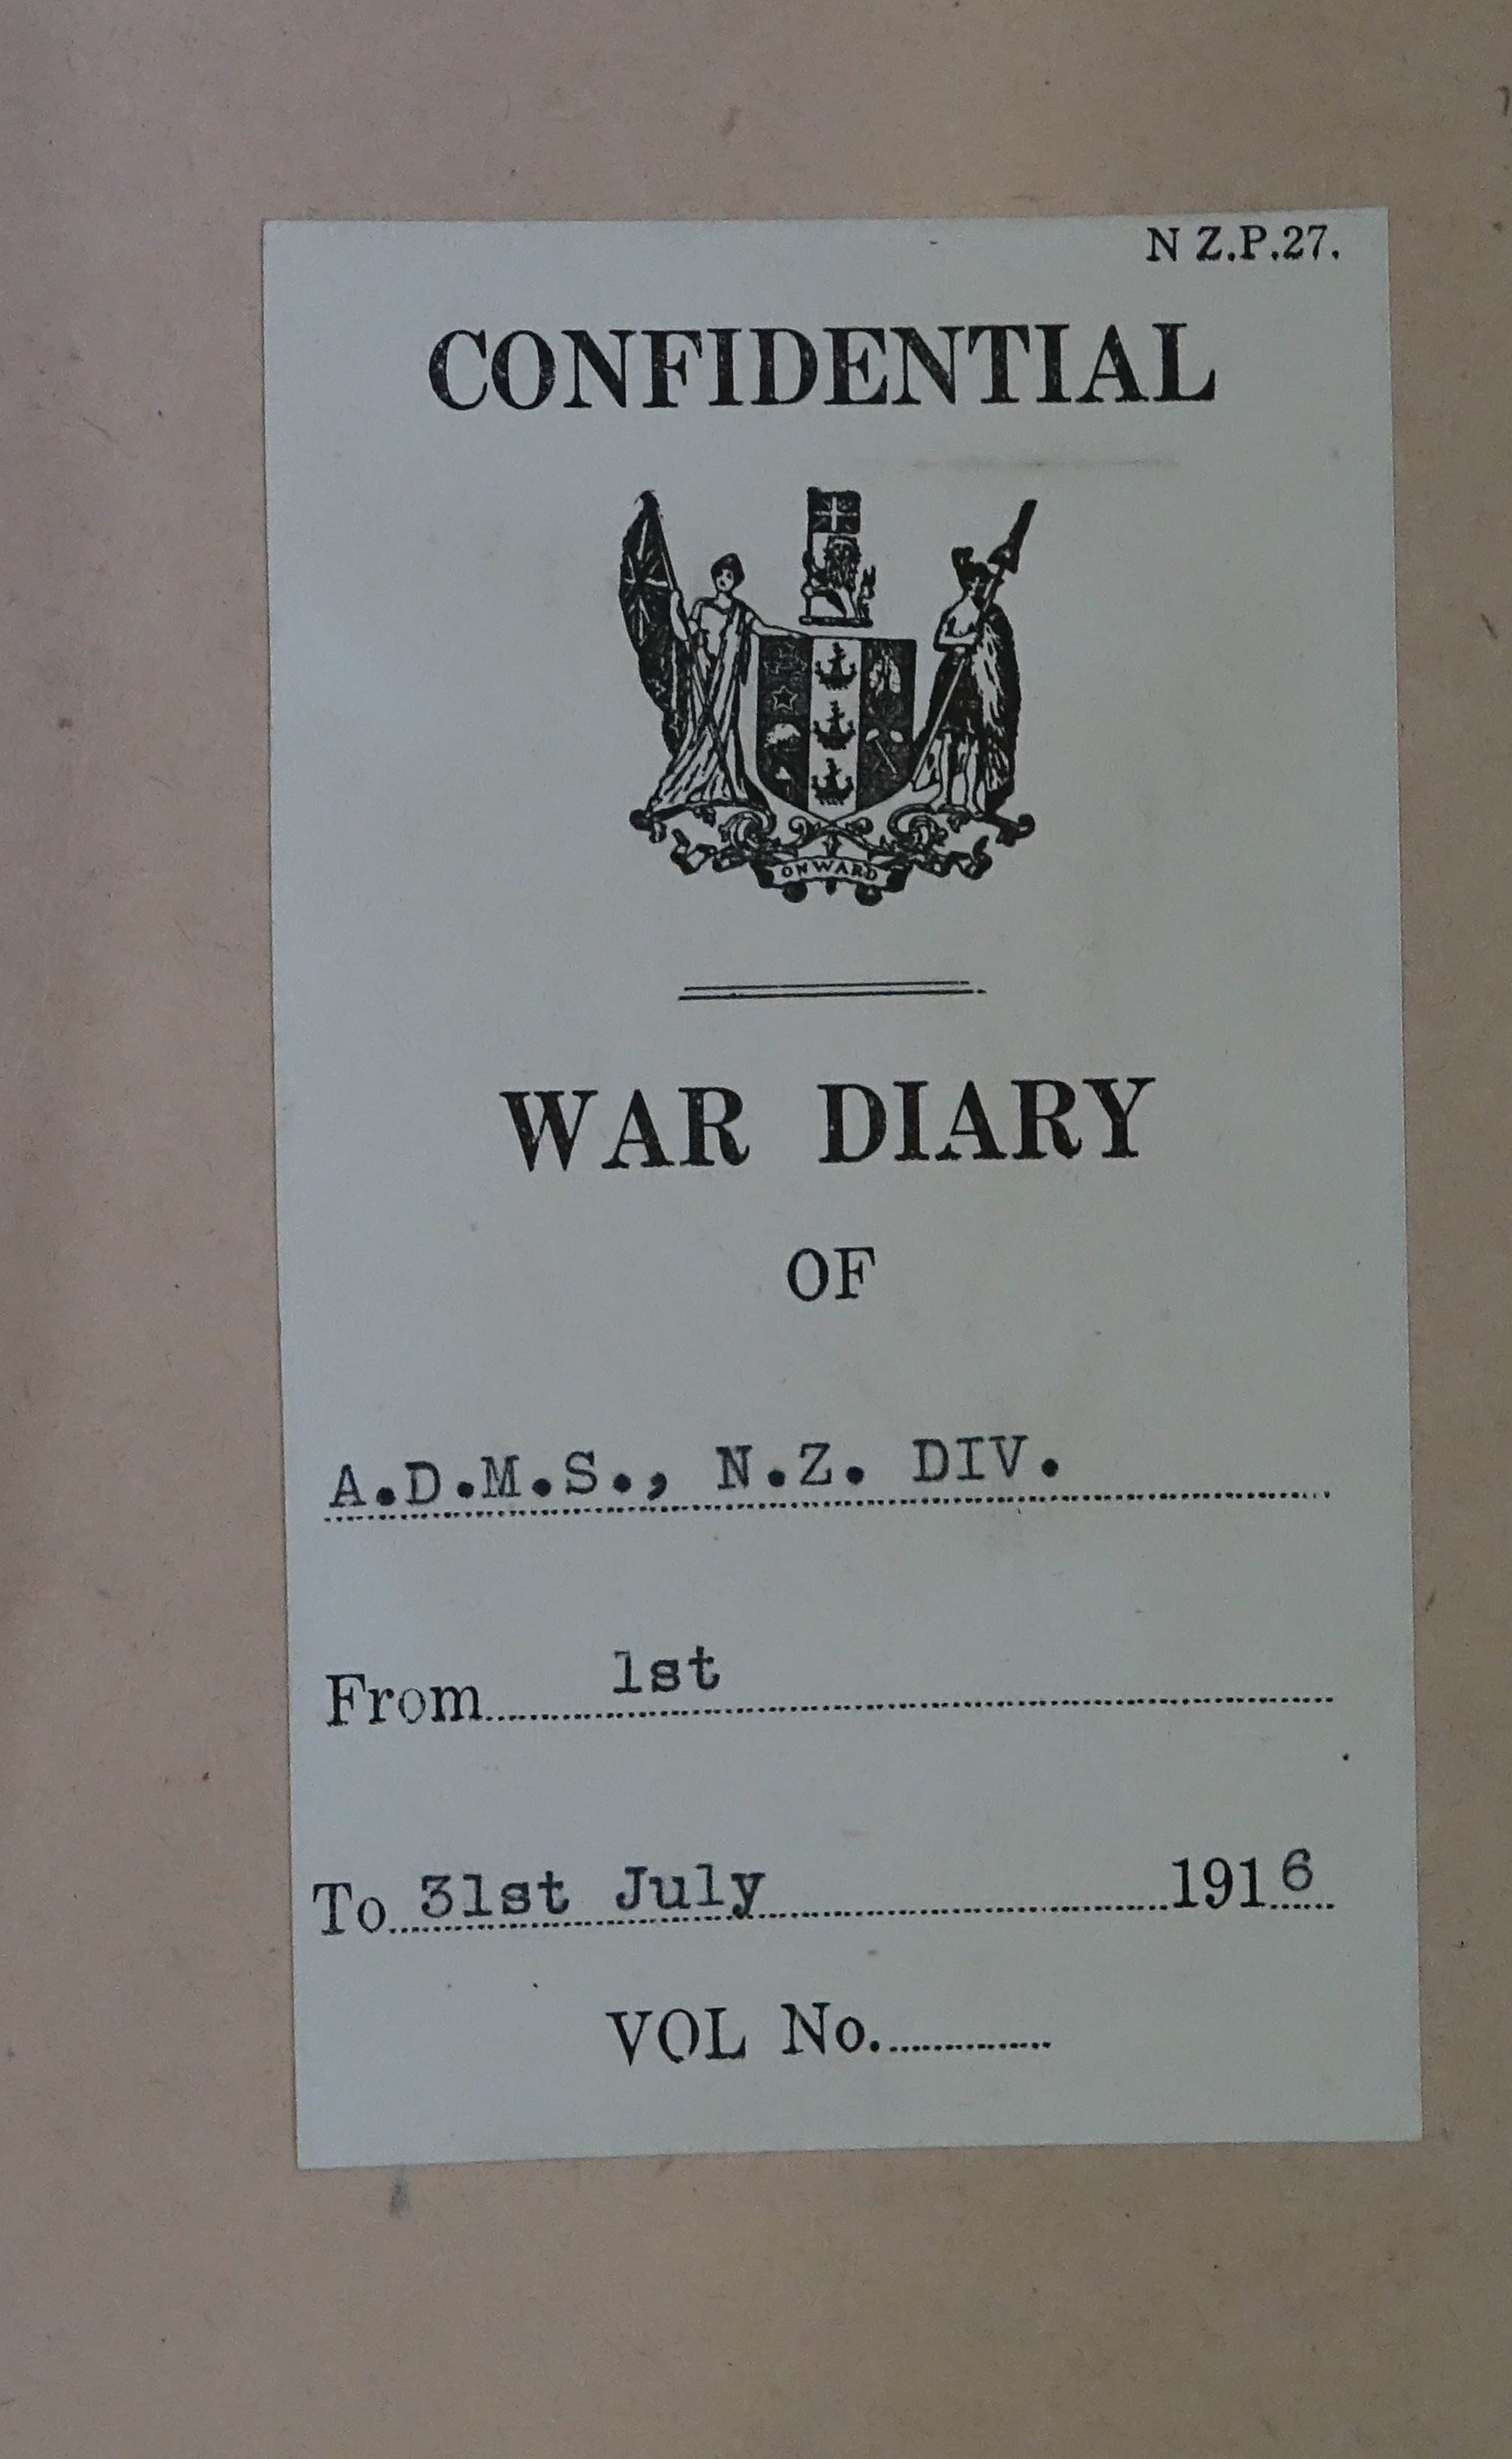 N Z.P.27.
CONFIDENTIAL
ONWARD
WAR DIARY
OF
A.D.M.S., N.Z. DIV.
From 1st
To 31st July 1916
VOL No.